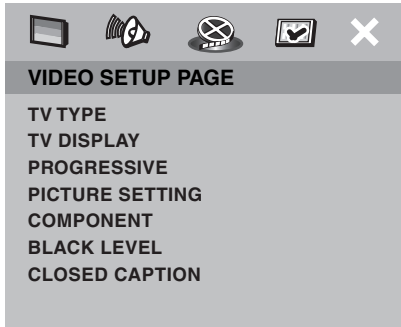 VIDEO SETUP PAGE
TV TYPE
TV DISPLAY
PROGRESSIVE
PICTURE SETTING
COMPONENT
BLACK LEVEL
CLOSED CAPTION